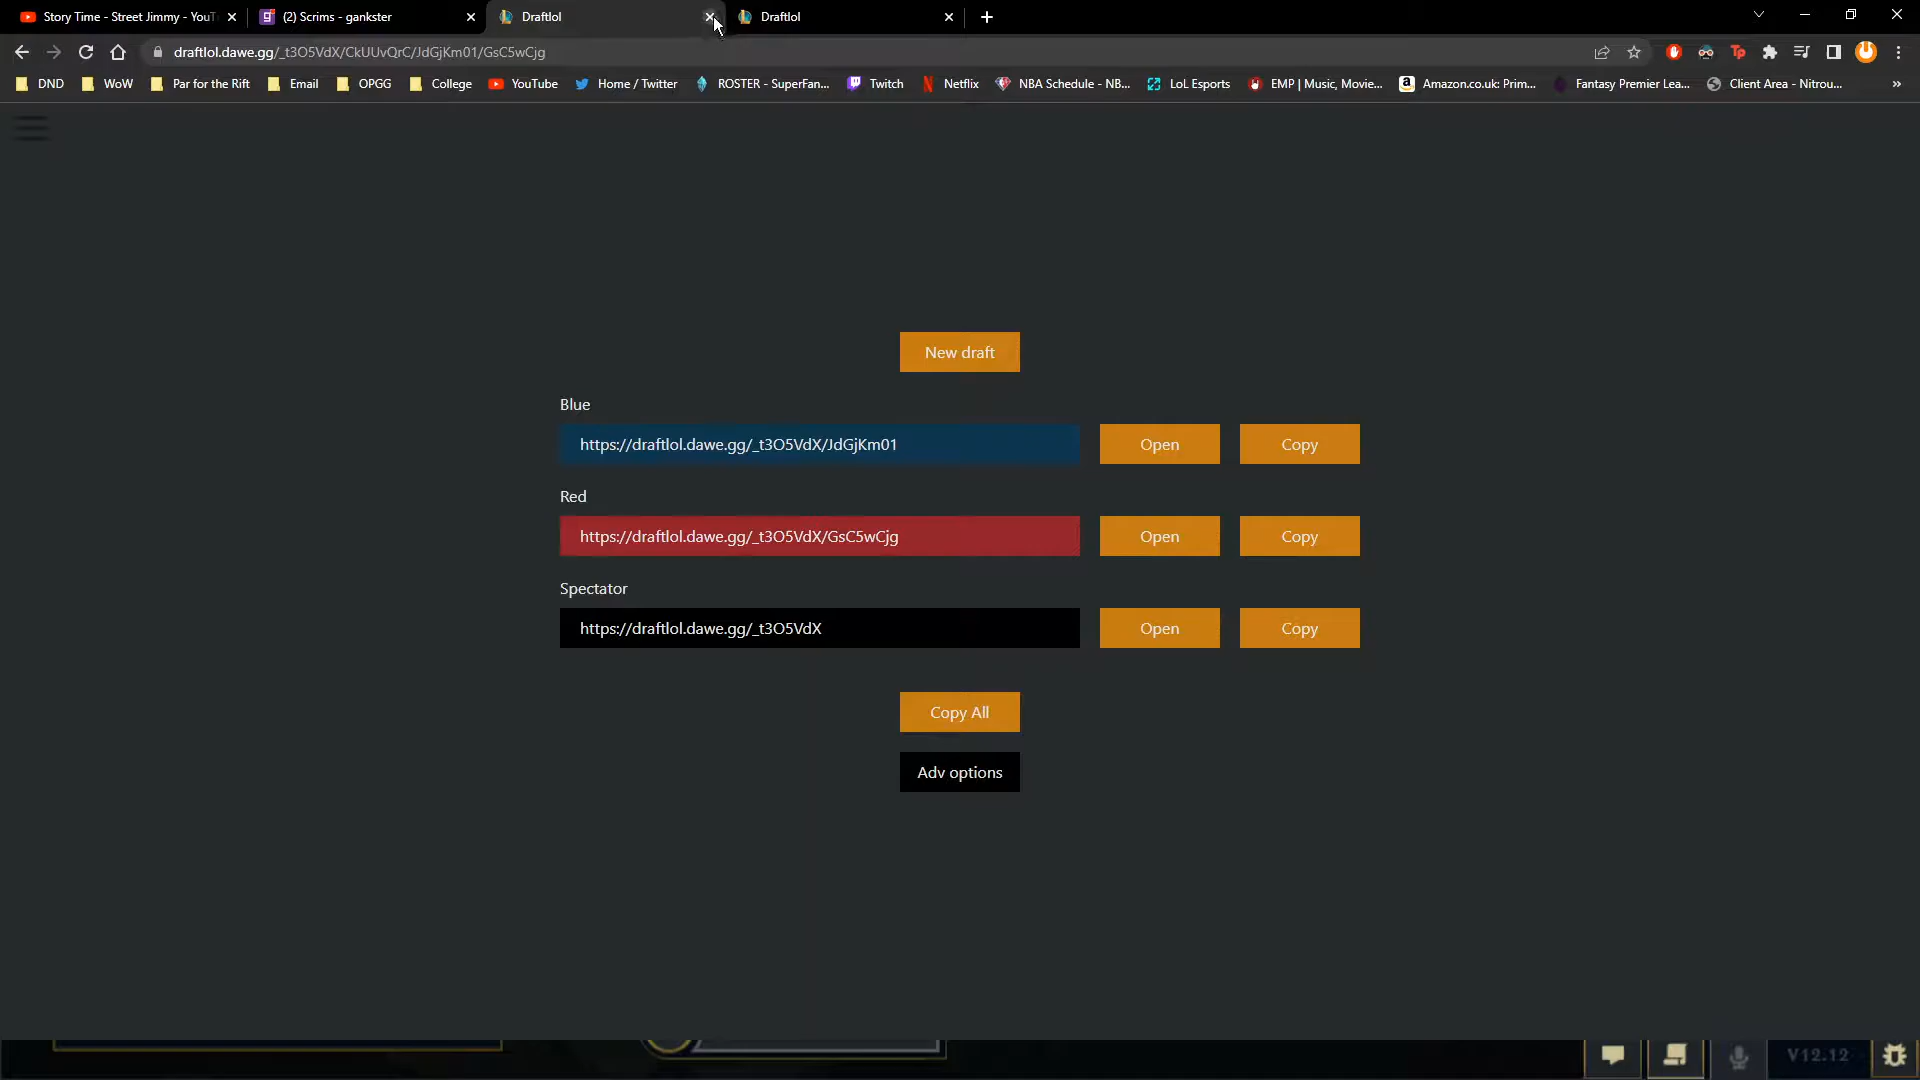 Story Time - Street Jimmy - YouT
(2) Scrims - gankster
Draftlol
Draftlol
draftlol.dawe.gg/_t3O5VdX/CkUUvQrC/JdGjKm01/GsC5wCjg
DND
WoW
Par for the Rift
Email
OPGG
College
YouTube
Home / Twitter
ROSTER - SuperFan...
Twitch
Netflix
NBA Schedule - NB...
LoL Esports
EMP | Music, Movie...
Amazon.co.uk: Prim...
Fantasy Premier Lea...
Client Area - Nitrou...
»
New draft
Blue
https://draftlol.dawe.gg/_t3O5VdX/JdGjKm01
Open
Copy
Red
https://draftlol.dawe.gg/_t3O5VdX/GsC5wCjg
Open
Copy
Spectator
https://draftlol.dawe.gg/_t3O5VdX
Open
Copy
Copy All
Adv options
V12.12